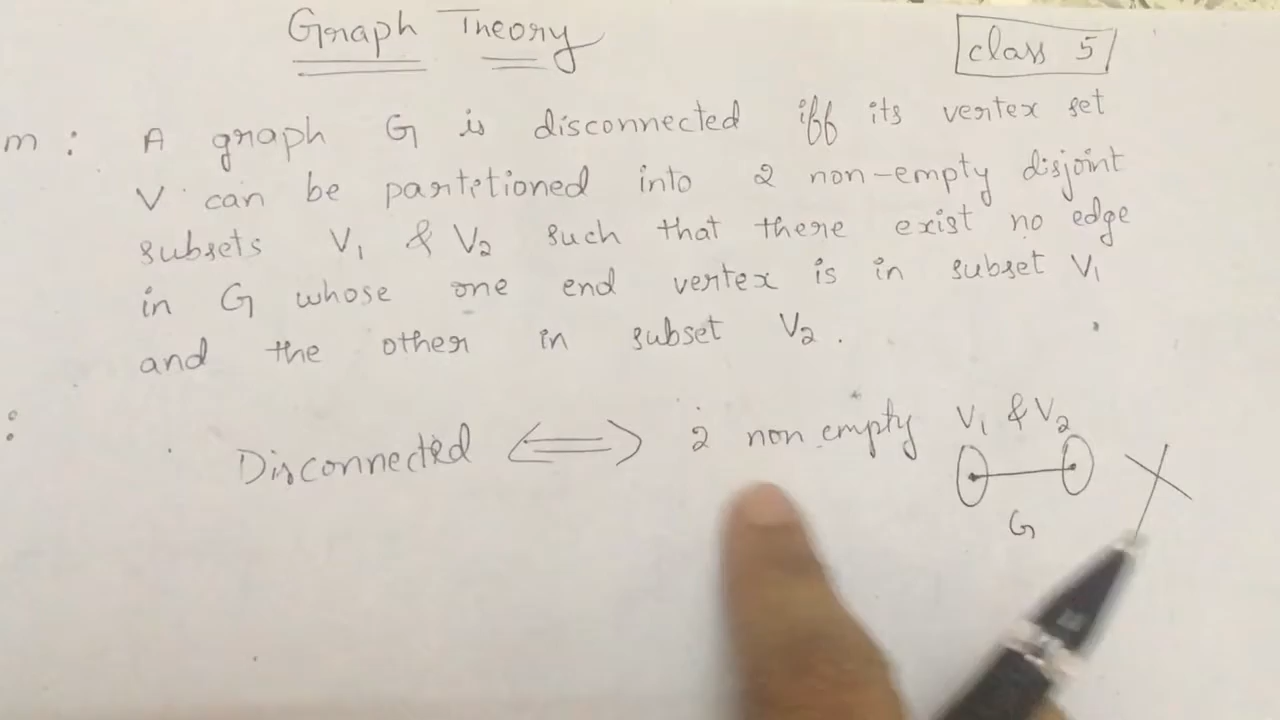 Graph Theory
class 5
m : A graph G is disconnected iff its vertex set
V can be partetioned into 2 non-empty disjoint
subsets V₁ & V₂ such that there exist no edge
in G whose one end vertex is in subset V₁
and the other in subset V₂ .
:
Disconnected ⟺ 2 non empty V₁ & V₂
G